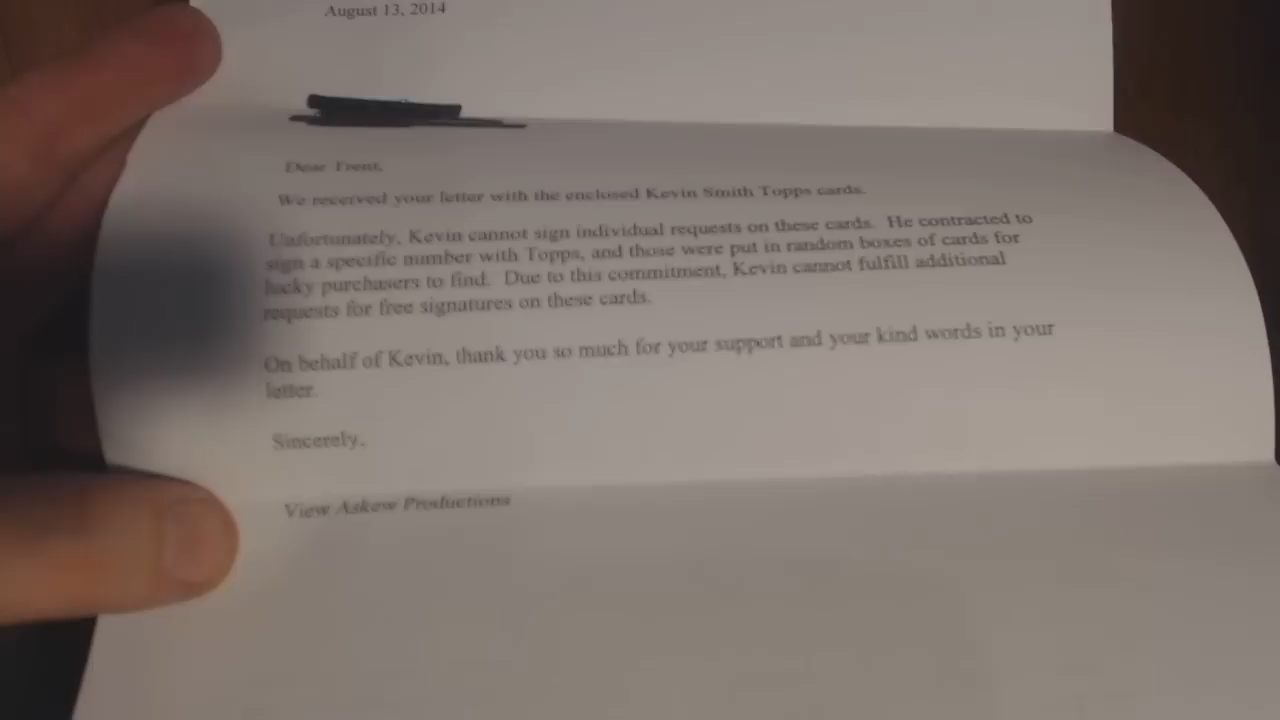 August 13, 2014
Dear Trent,
We received your letter with the enclosed Kevin Smith Topps cards.
Unfortunately, Kevin cannot sign individual requests on these cards. He contracted to
sign a specific number with Topps, and those were put in random boxes of cards for
lucky purchasers to find. Due to this commitment, Kevin cannot fulfill additional
requests for free signatures on these cards.
On behalf of Kevin, thank you so much for your support and your kind words in your
letter.
Sincerely,
View Askew Productions